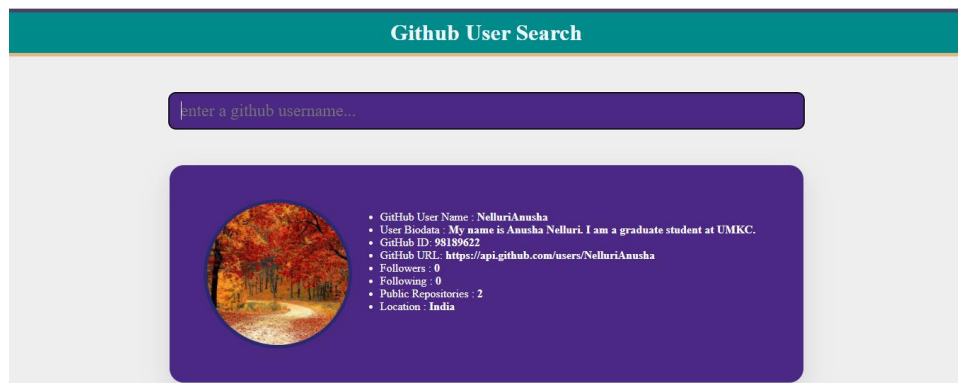 Github User Search
enter a github username...
GitHub User Name : NelluriAnusha
User Biodata : My name is Anusha Nelluri. I am a graduate student at UMKC.
GitHub ID: 98189622
GitHub URL: https://api.github.com/users/NelluriAnusha
Followers : 0
Following : 0
Public Repositories : 2
Location : India